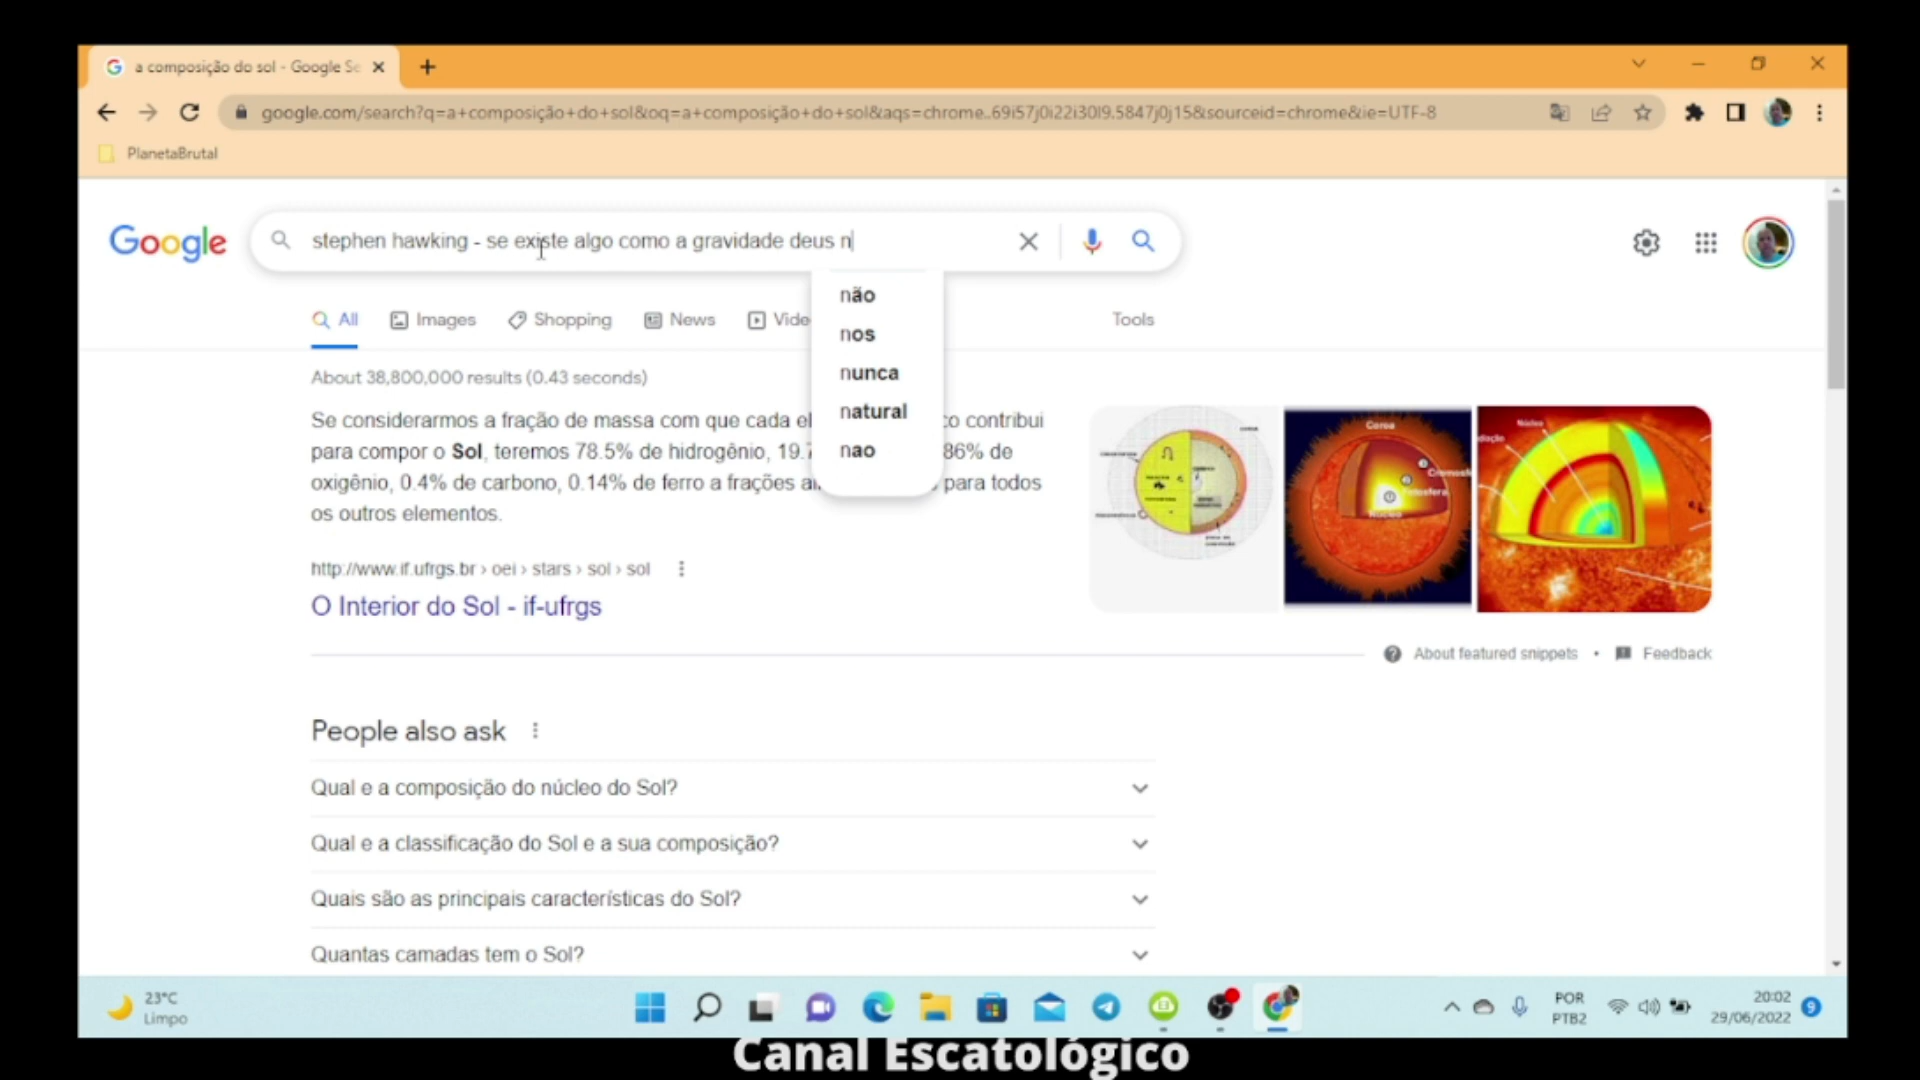 a composição do sol - Google Se
google.com/search?q=a+composição+do+sol&oq=a+composição+do+sol&aqs=chrome..69i57j0i22i30l9.5847j0j15&sourceid=chrome&ie=UTF-8
PlanetaBrutal
Google
stephen hawking - se existe algo como a gravidade deus n
não
nos
nunca
natural
nao
All
Images
Shopping
News
Vide
Tools
About 38,800,000 results (0.43 seconds)
Se considerarmos a fração de massa com que cada el co contribui
para compor o Sol, teremos 78.5% de hidrogênio, 19.7 86% de
oxigênio, 0.4% de carbono, 0.14% de ferro a frações ai para todos
os outros elementos.
http://www.if.ufrgs.br › oei › stars › sol › sol
O Interior do Sol - if-ufrgs
Coroa
Núcleo
About featured snippets • Feedback
People also ask
Qual e a composição do núcleo do Sol?
Qual e a classificação do Sol e a sua composição?
Quais são as principais características do Sol?
Quantas camadas tem o Sol?
23°C
Limpo
POR
PTB2
20:02
29/06/2022
9
Canal Escatológico